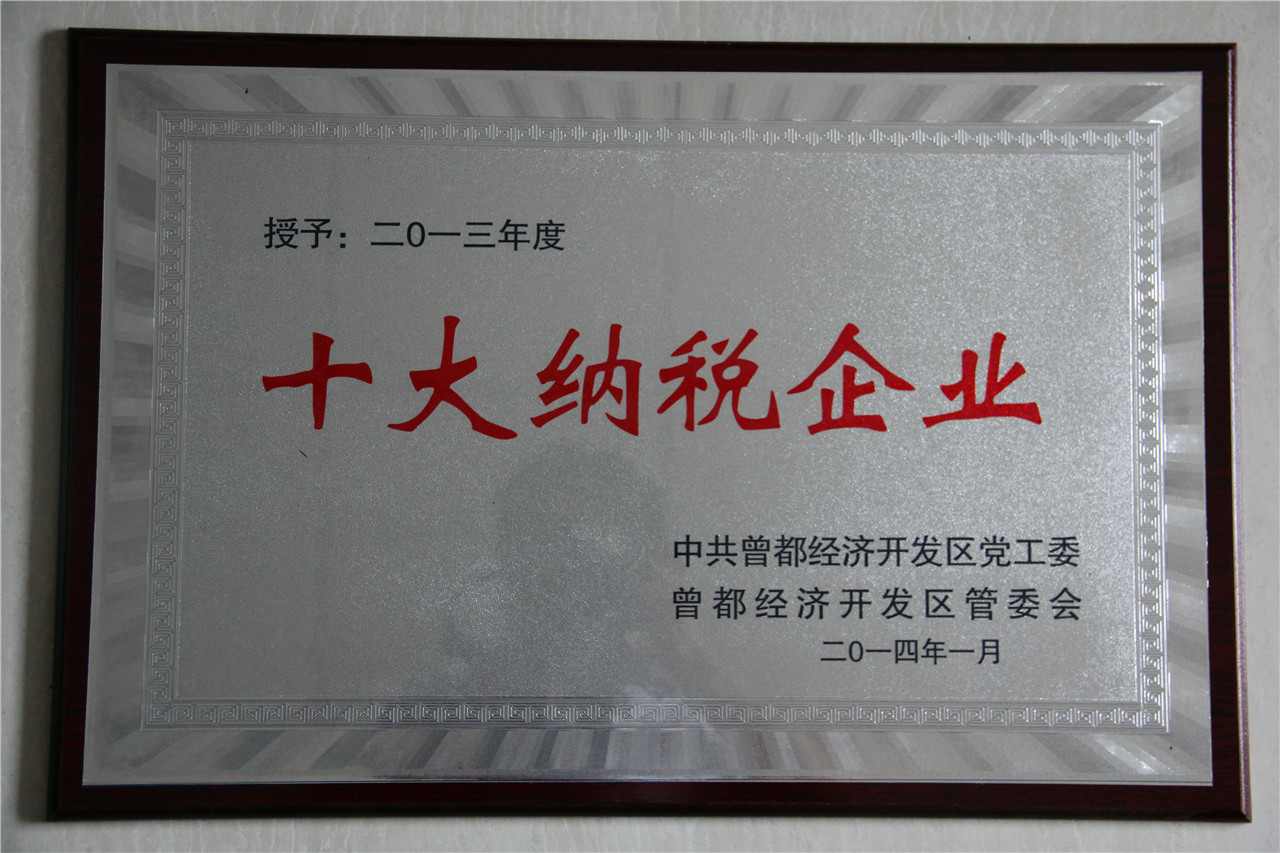 授予：二0一三年度
十大纳税企业
中共曾都经济开发区党工委
曾都经济开发区管委会
二0一四年一月